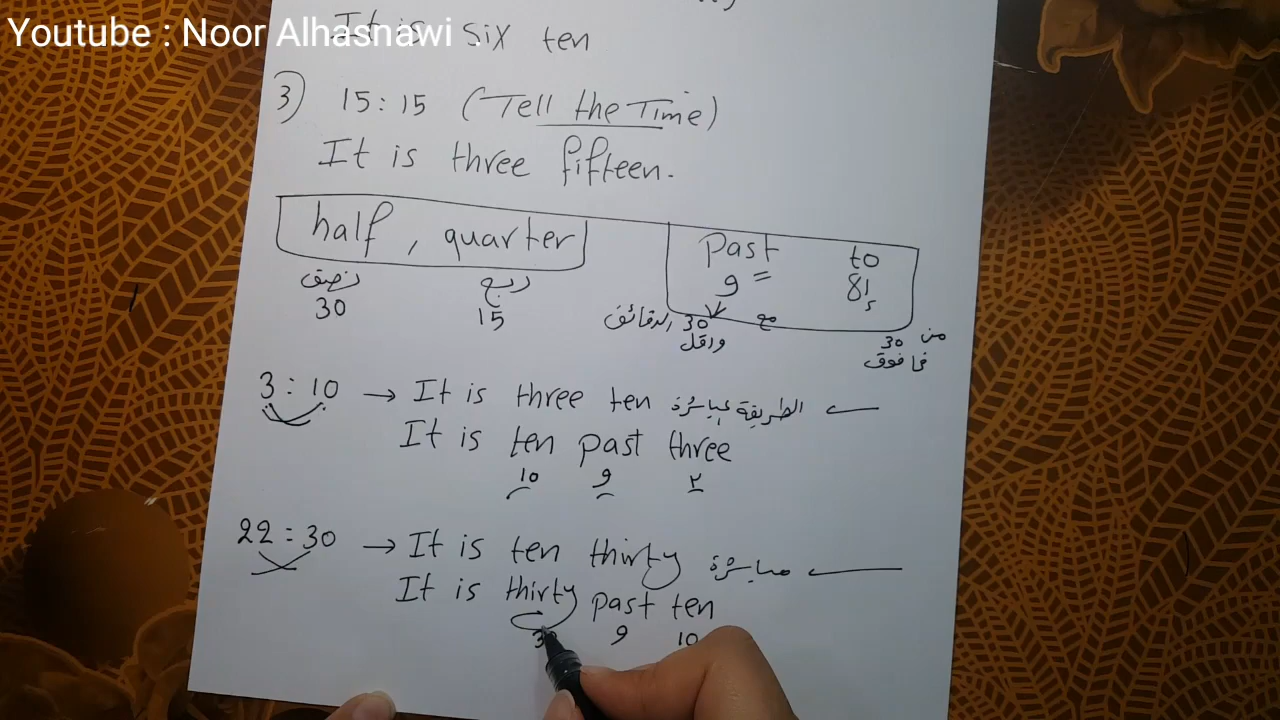 Youtube : Noor Alhasnawi
It is six ten
3) 15:15 (Tell the Time)
It is three fifteen.
half , quarter
نصف ربع
30 15
past to
و = إلا
الدقائق 30 مع 30 من
واقل فما فوق
3 : 10 → It is three ten الطريقة مباشرة
It is ten past three
10 و ٢
22 : 30 → It is ten thirty مباشرة
It is thirty past ten
30 و 10